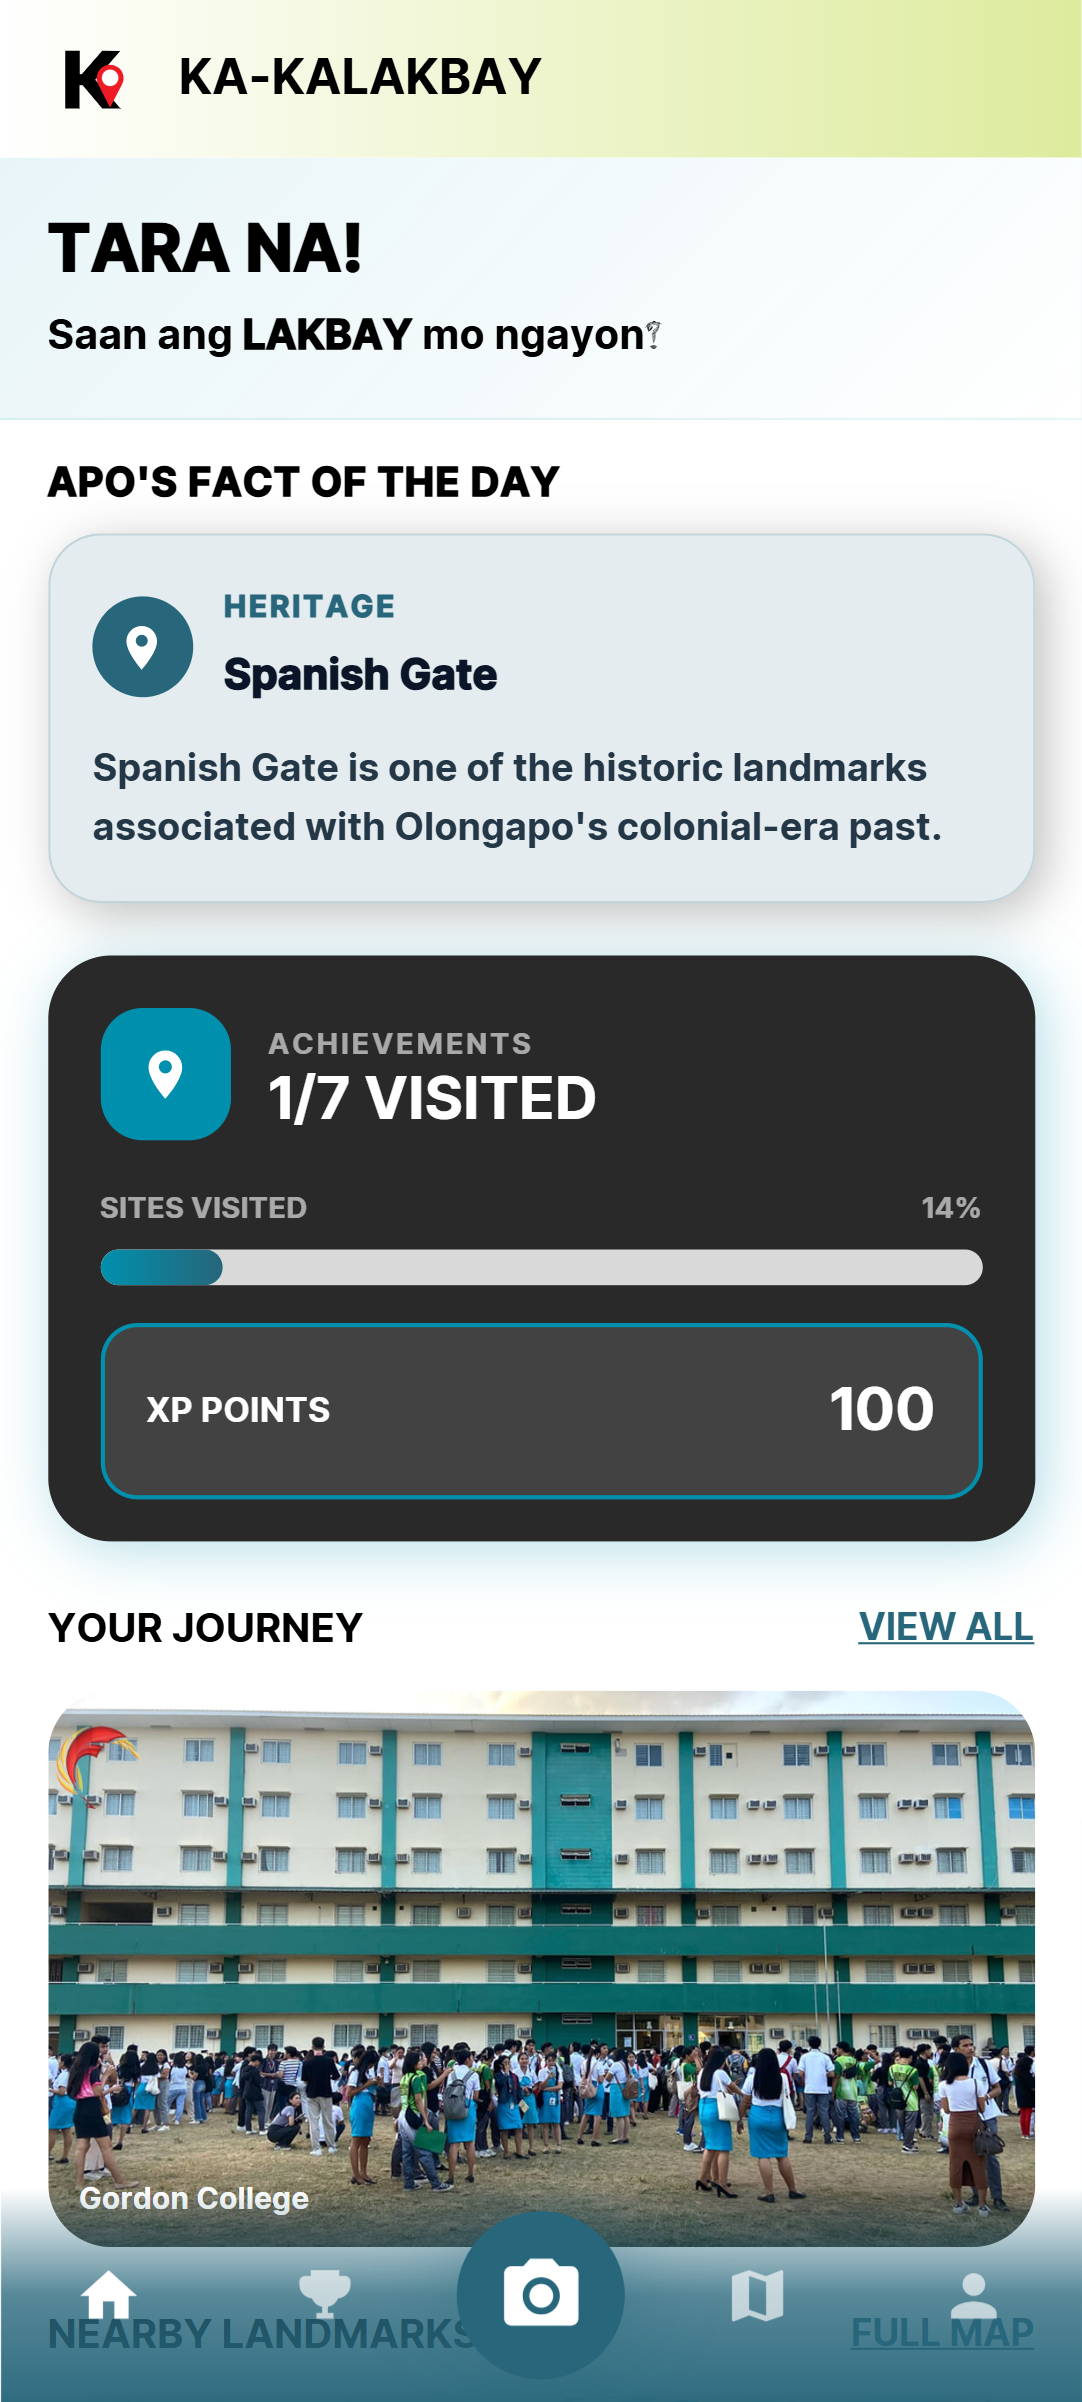 K
KA-KALAKBAY
TARA NA!
Saan ang LAKBAY mo ngayon?
APO'S FACT OF THE DAY
HERITAGE
Spanish Gate
Spanish Gate is one of the historic landmarks
associated with Olongapo's colonial-era past.
ACHIEVEMENTS
1/7 VISITED
SITES VISITED 14%
XP POINTS 100
YOUR JOURNEY VIEW ALL
Gordon College
NEARBY LANDMARKS FULL MAP